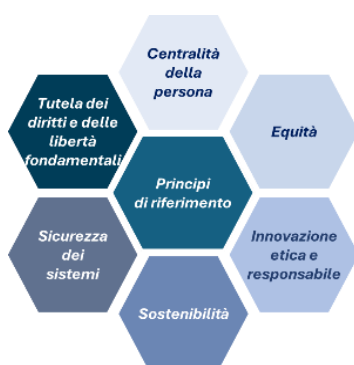 Centralità
della
persona
Tutela dei
diritti e delle
libertà
fondamentali
Equità
Principi
di riferimento
Sicurezza
dei
sistemi
Innovazione
etica e
responsabile
Sostenibilità